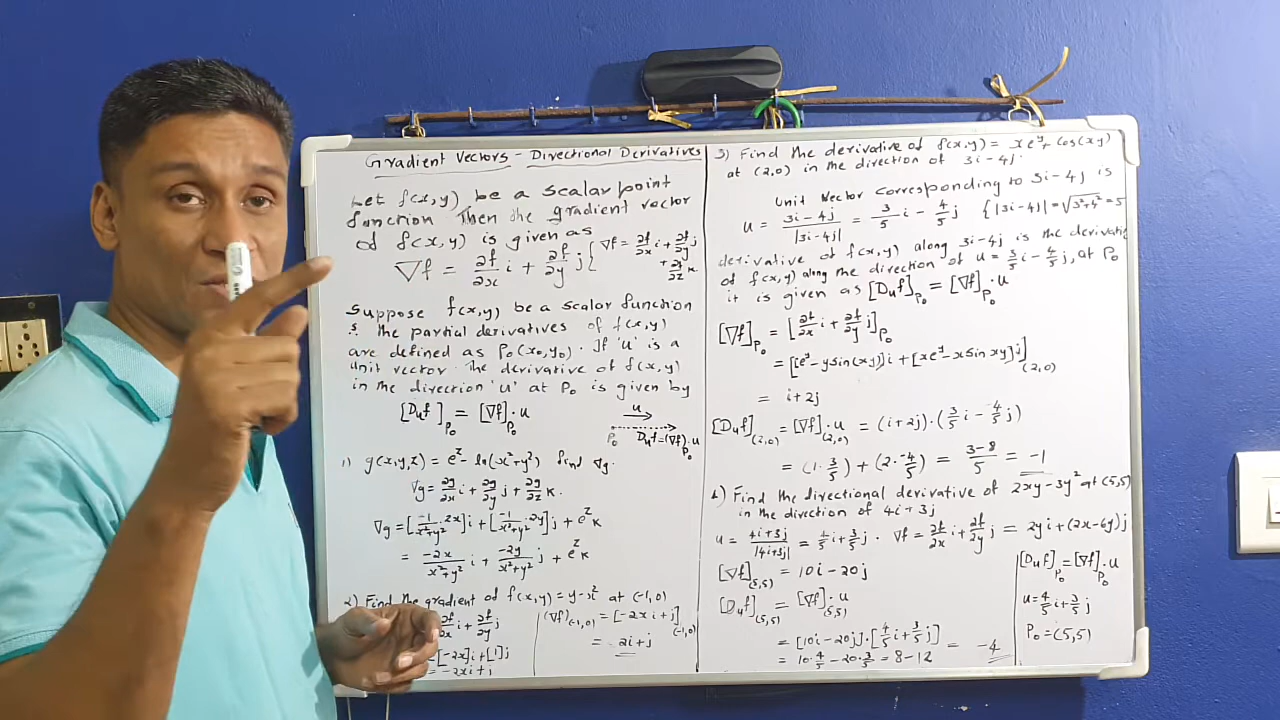 Gradient Vectors - Directional Derivatives
Let f(x,y) be a scalar point
function Then the gradient vector
of f(x,y) is given as
∇f = ∂f/∂x i + ∂f/∂y j { ∇f = ∂f/∂x i + ∂f/∂y j
+ ∂f/∂z k.
Suppose f(x,y) be a scalar function
& the partial derivatives of f(x,y)
are defined as P₀(x₀,y₀). If 'u' is a
unit vector. The derivative of f(x,y)
in the direction 'u' at P₀ is given by
[Duf]P₀ = [∇f]P₀·u
u
P₀ Duf=(∇f)P₀·u
1) g(x,y,z) = e^z - ln(x²+y²) find ∇g.
∇g = ∂g/∂x i + ∂g/∂y j + ∂g/∂z k.
∇g = [-1/(x²+y²)·2x]i + [-1/(x²+y²)·2y]j + e^z k
= -2x/(x²+y²) i + -2y/(x²+y²) j + e^z k
2) Find the gradient of f(x,y) = y-x² at (-1,0)
∂f/∂x i + ∂f/∂y j
= [-2x]i + [1]j
= -2xi + j
(∇f)(-1,0) = [-2xi+j](-1,0)
= 2i+j
3) Find the derivative of f(x,y) = xe^y + cos(xy)
at (2,0) in the direction of 3i-4j.
Unit Vector corresponding to 3i-4j is
u = (3i-4j)/|3i-4j| = 3/5 i - 4/5 j { |3i-4j| = √(3²+4²) = 5
derivative of f(x,y) along 3i-4j is the derivative
of f(x,y) along the direction of u = 3/5 i - 4/5 j, at P₀
it is given as [Duf]P₀ = [∇f]P₀·u
[∇f]P₀ = [∂f/∂x i + ∂f/∂y j]P₀
= [[e^y - y sin(xy)]i + [xe^y - x sin xy]j](2,0)
= i+2j
[Duf](2,0) = [∇f](2,0)·u = (i+2j)·(3/5 i - 4/5 j)
= (1·3/5) + (2·-4/5) = (3-8)/5 = -1
4) Find the directional derivative of 2xy-3y² at (5,5)
in the direction of 4i+3j
u = (4i+3j)/|4i+3j| = 4/5 i + 3/5 j. ∇f = ∂f/∂x i + ∂f/∂y j = 2yi + (2x-6y)j
[∇f](5,5) = 10i-20j
[Duf](5,5) = [∇f](5,5)·u
= [10i-20j]·[4/5 i + 3/5 j] = -4
= 10·4/5 - 20·3/5 = 8-12
[Duf]P₀ = [∇f]P₀·u
u = 4/5 i + 3/5 j
P₀ = (5,5)